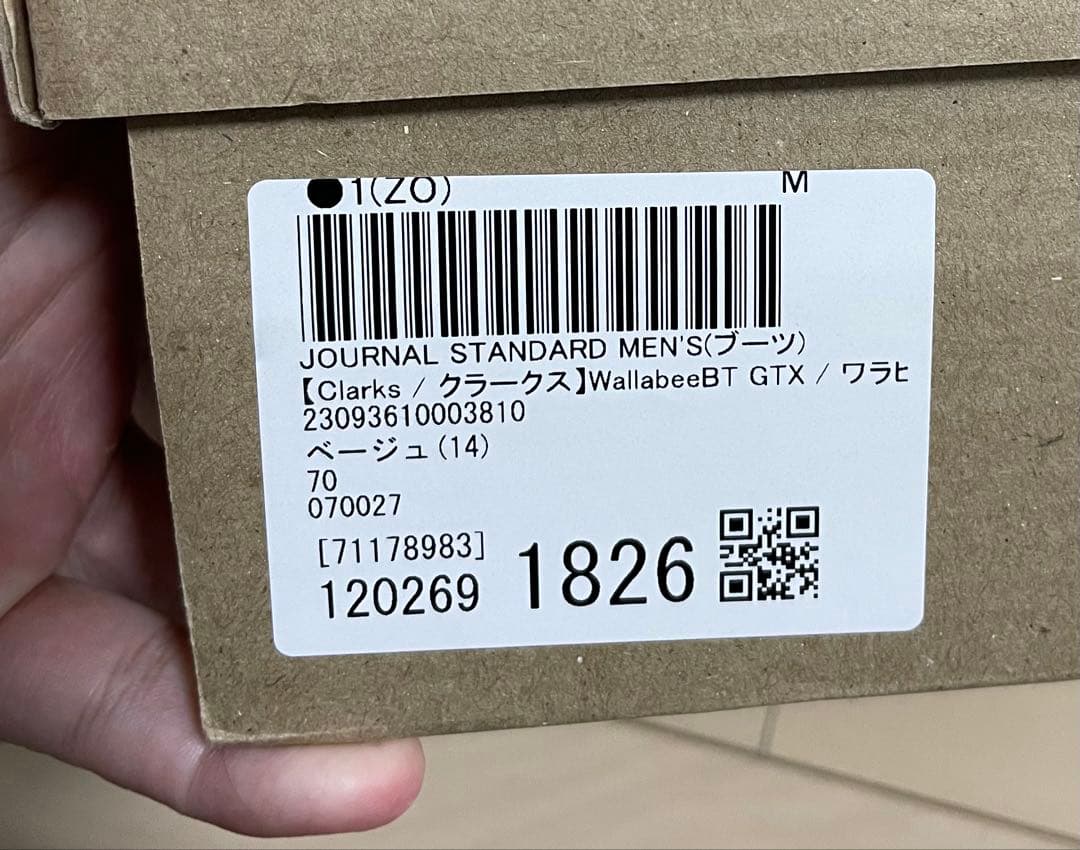 ●1(ZO) M
JOURNAL STANDARD MEN'S(ブーツ)
【Clarks / クラークス】WallabeeBT GTX / ワラビ
23093610003810
ベージュ(14)
70
070027
[71178983]
120269 1826